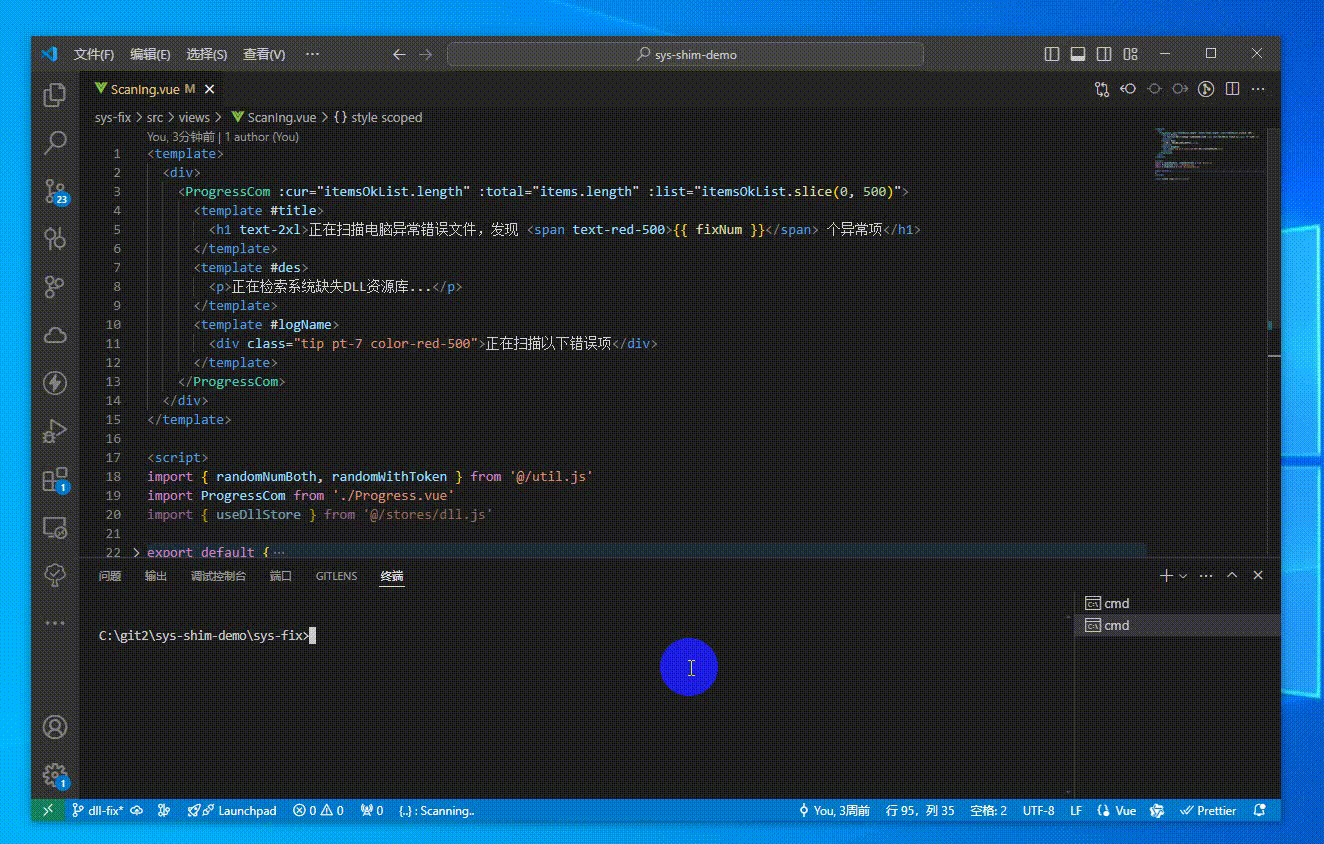 文件(F) 编辑(E) 选择(S) 查看(V) ··· sys-shim-demo
ScanIng.vue M
sys-fix > src > views > ScanIng.vue > {} style scoped
You, 3分钟前 | 1 author (You)
1 <template>
2 <div>
3 <ProgressCom :cur="itemsOkList.length" :total="items.length" :list="itemsOkList.slice(0, 500)">
4 <template #title>
5 <h1 text-2xl>正在扫描电脑异常错误文件，发现 <span text-red-500>{{ fixNum }}</span> 个异常项</h1>
6 </template>
7 <template #des>
8 <p>正在检索系统缺失DLL资源库...</p>
9 </template>
10 <template #logName>
11 <div class="tip pt-7 color-red-500">正在扫描以下错误项</div>
12 </template>
13 </ProgressCom>
14 </div>
15 </template>
16
17 <script>
18 import { randomNumBoth, randomWithToken } from '@/util.js'
19 import ProgressCom from './Progress.vue'
20 import { useDllStore } from '@/stores/dll.js'
21
22 > export default {···
23
1
1
问题 输出 调试控制台 端口 GITLENS 终端
cmd
cmd
C:\git2\sys-shim-demo\sys-fix>
dll-fix* Launchpad 0 0 0 {..} : Scanning.. You, 3周前 行 95，列 35 空格: 2 UTF-8 LF Vue Prettier